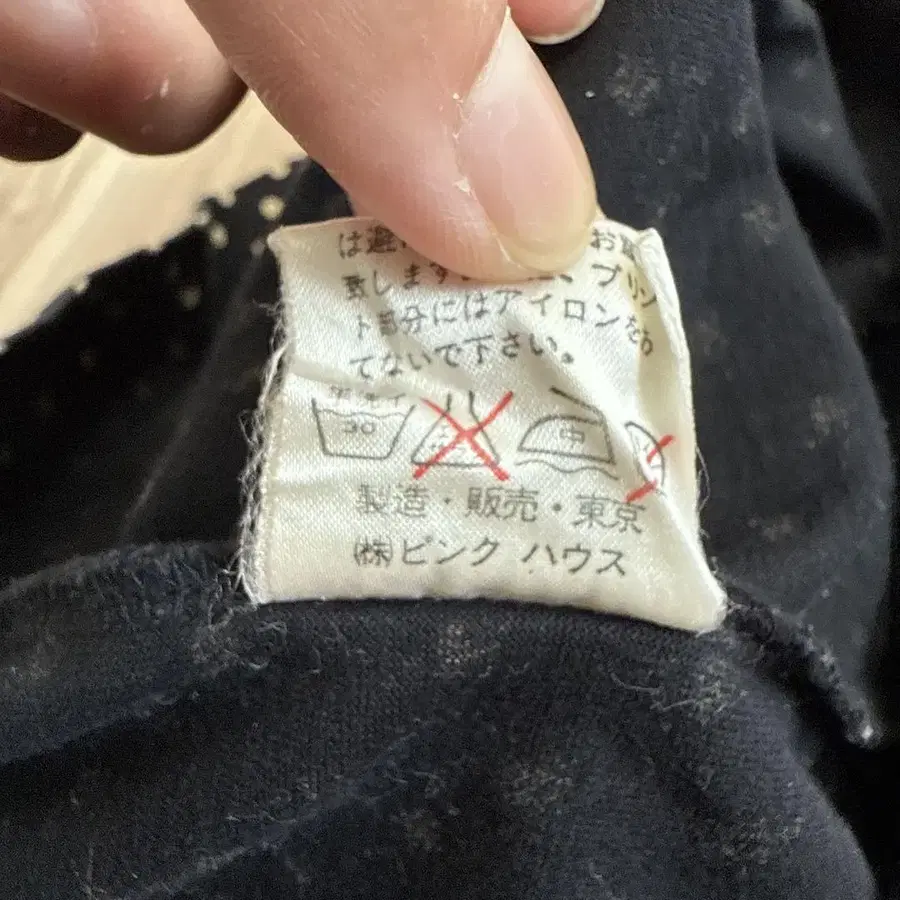 は避 お
致します プリン
ト部分にはアイロンをあ
てないで下さい。
30
中
製造・販売・東京
(株)ピンク ハウス